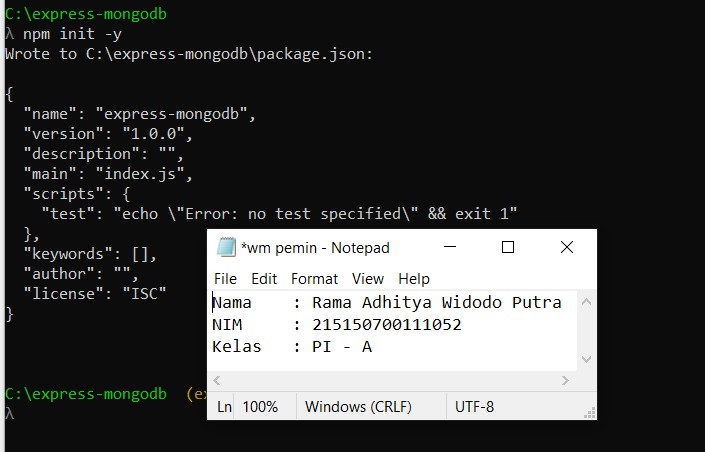 C:\express-mongodb
λ npm init -y
Wrote to C:\express-mongodb\package.json:
{
"name": "express-mongodb",
"version": "1.0.0",
"description": "",
"main": "index.js",
"scripts": {
"test": "echo \"Error: no test specified\" && exit 1"
},
"keywords": [],
"author": "",
"license": "ISC"
}
*wm pemin - Notepad
File Edit Format View Help
Nama : Rama Adhitya Widodo Putra
NIM : 215150700111052
Kelas : PI - A
Ln 100% Windows (CRLF) UTF-8
C:\express-mongodb (ex
λ